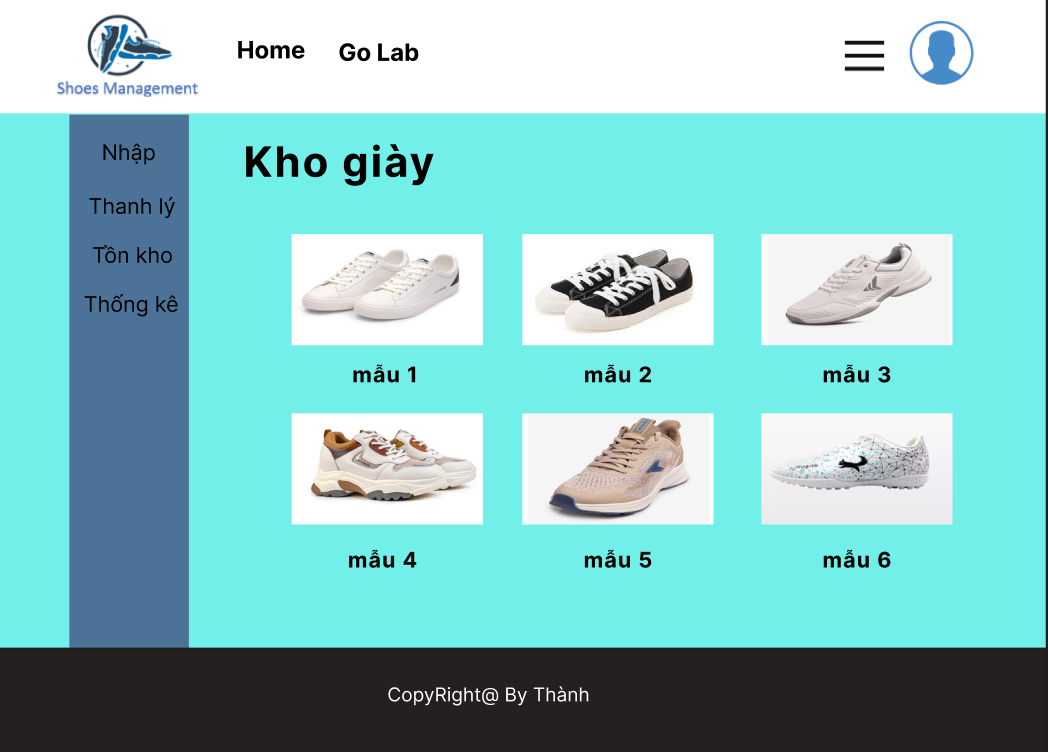 Shoes Management
Home
Go Lab
Nhập
Thanh lý
Tồn kho
Thống kê
Kho giày
mẫu 1
mẫu 2
mẫu 3
mẫu 4
mẫu 5
mẫu 6
CopyRight@ By Thành